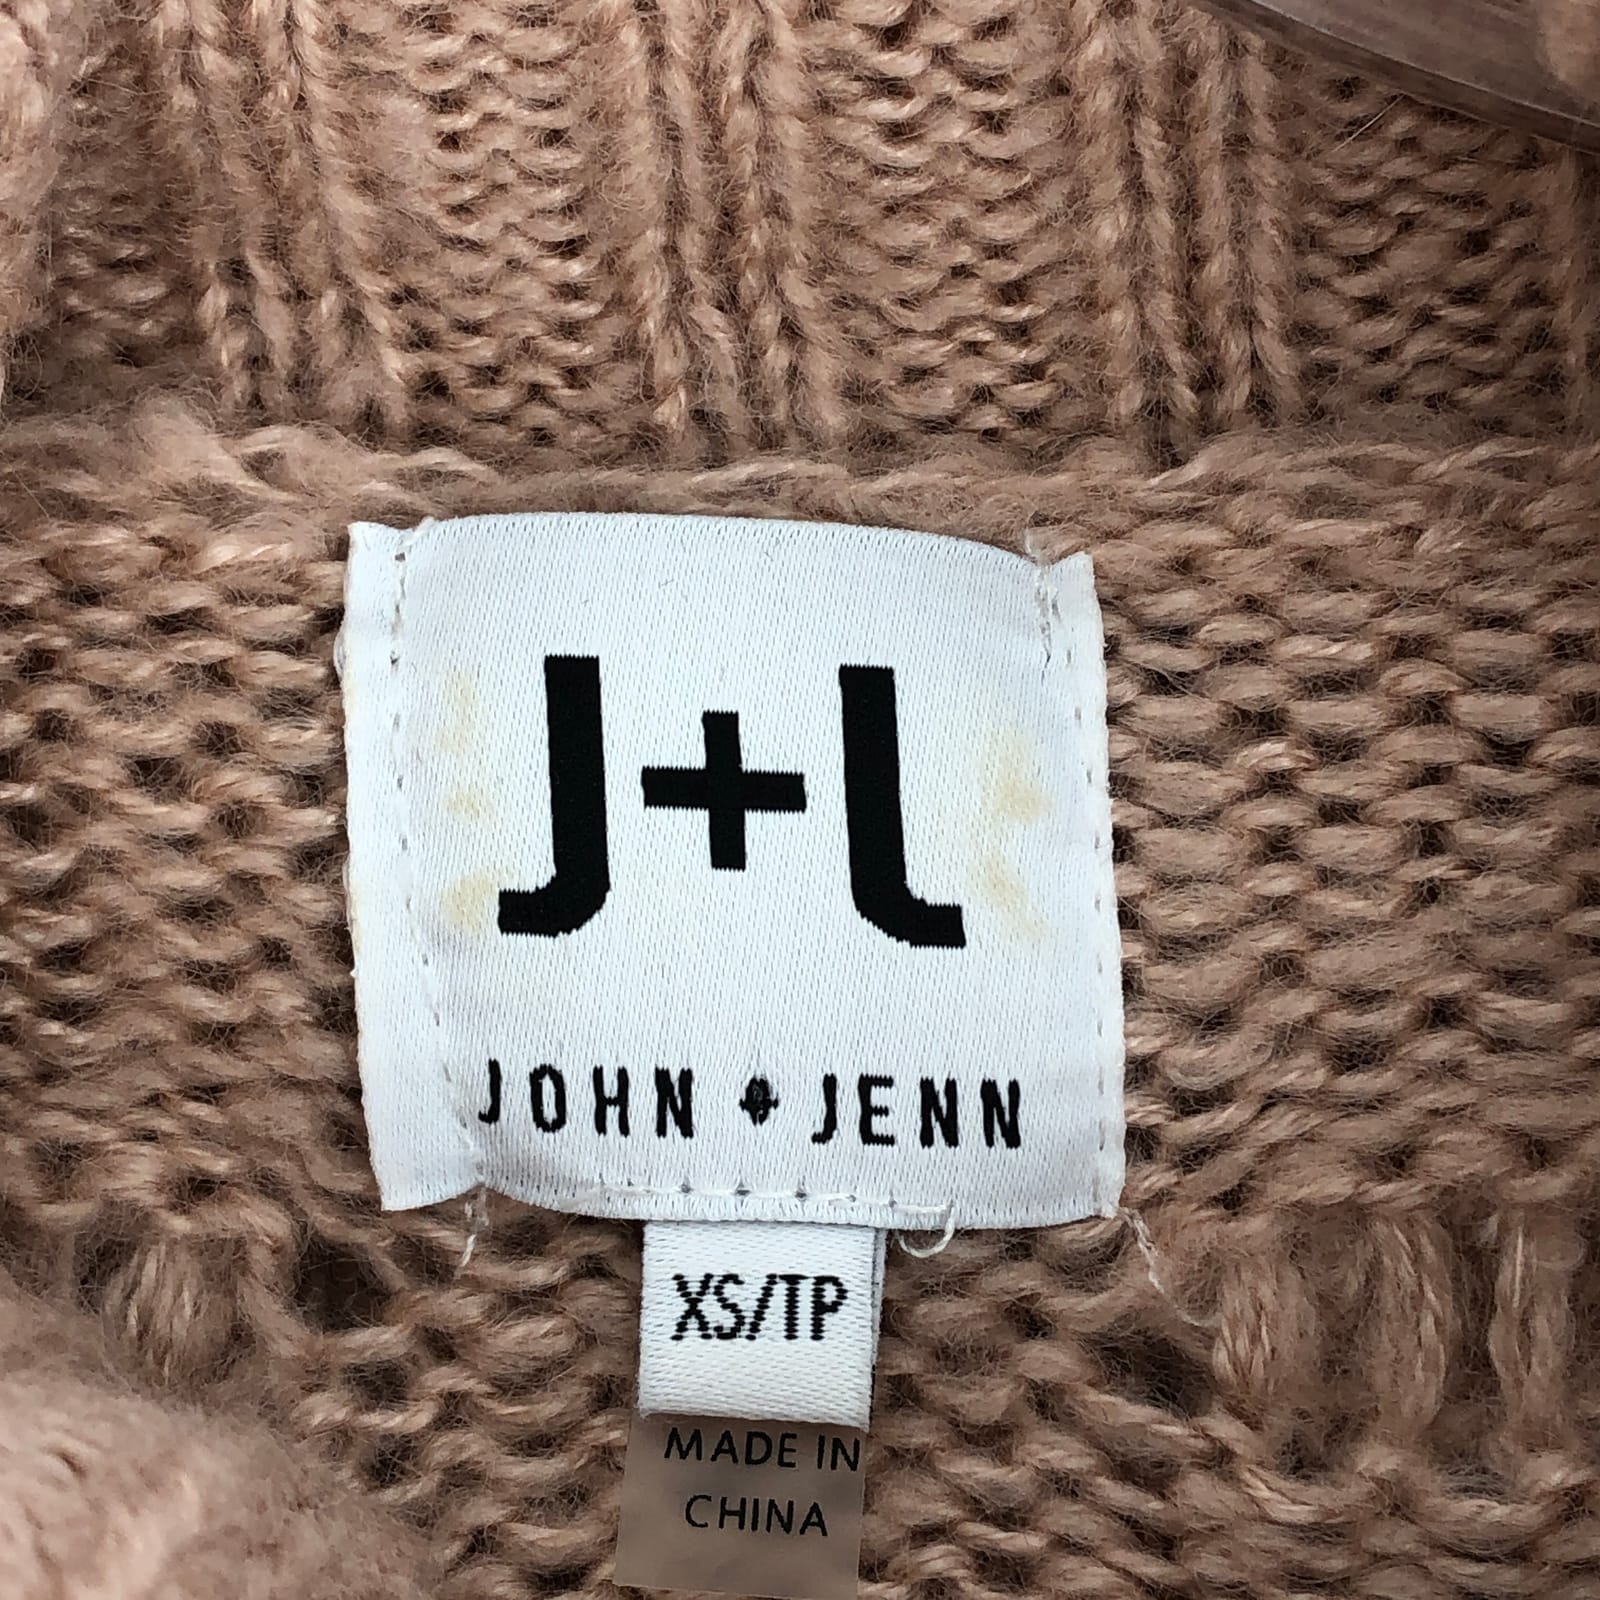 J+J
JOHN + JENN
XS/TP
MADE IN
CHINA